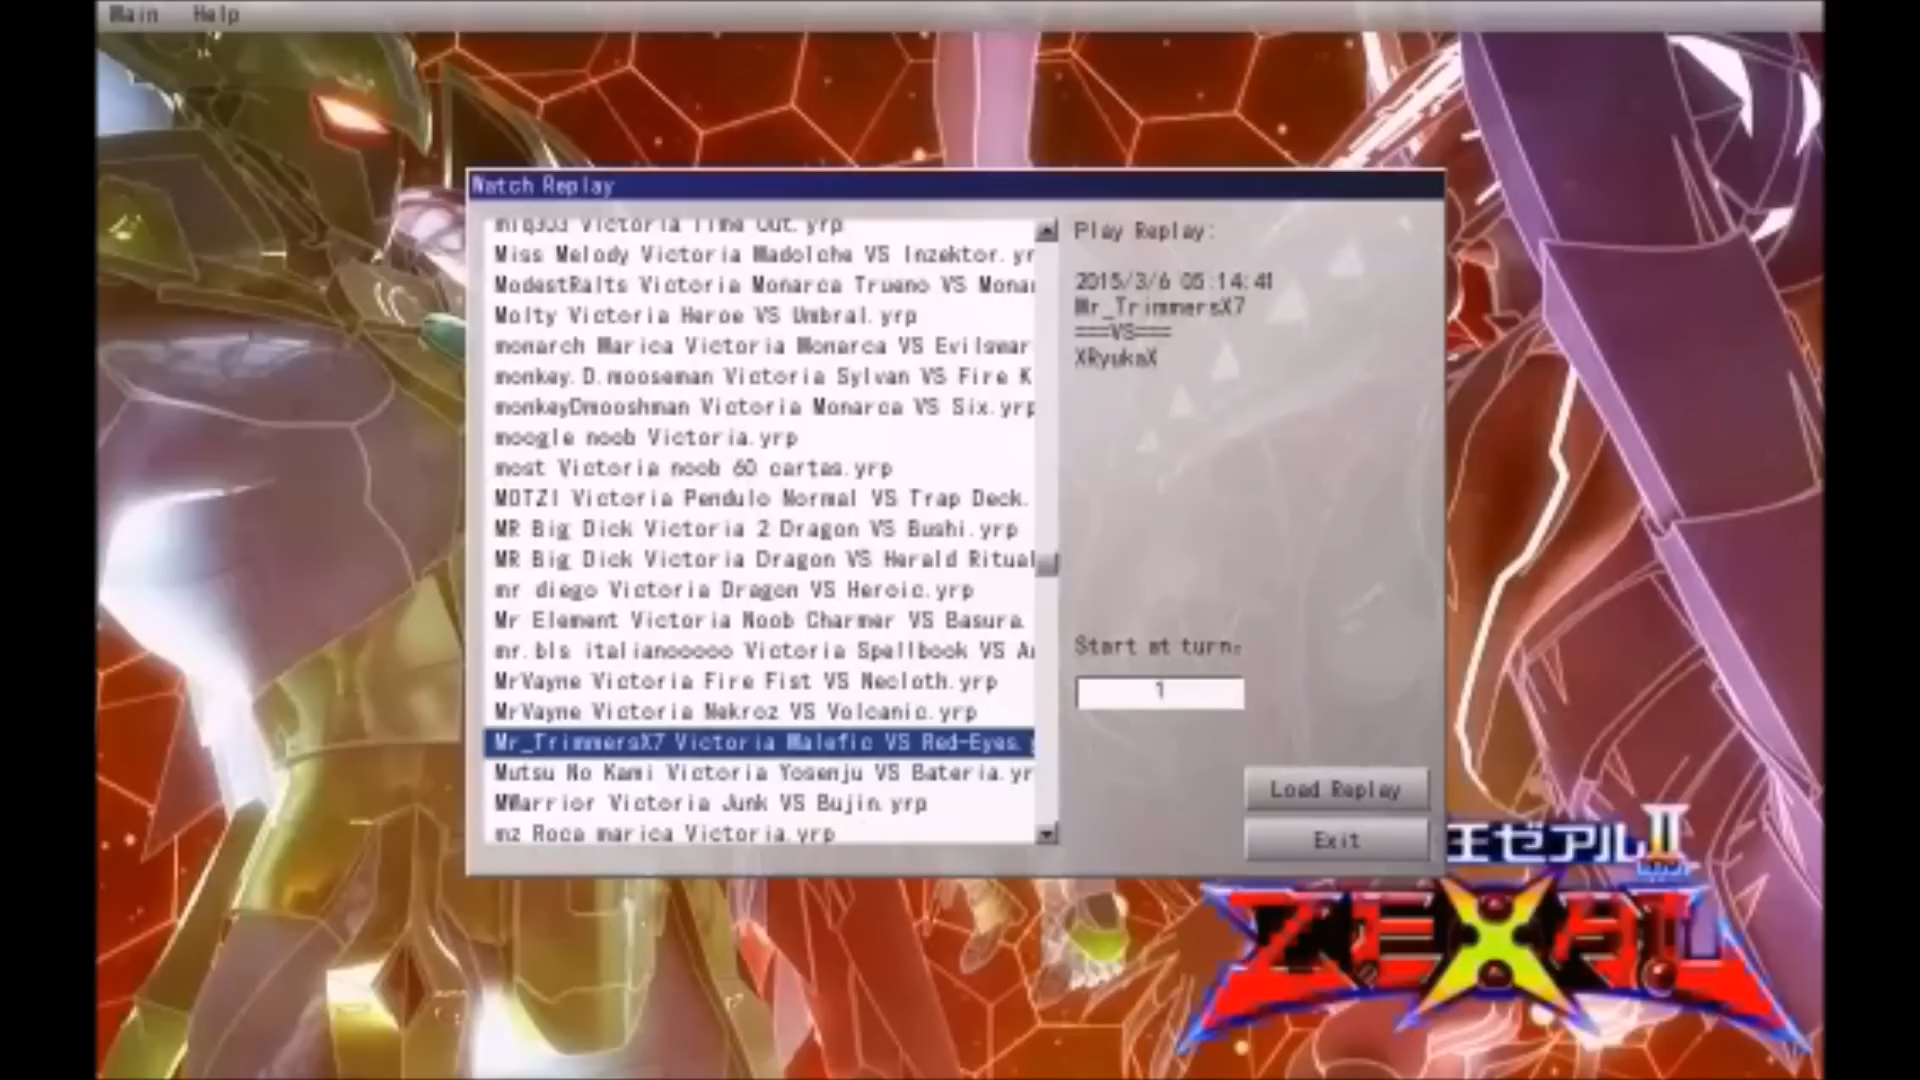 Main Help
Watch Replay
miq303 Victoria Time Out.yrp
Miss Melody Victoria Madolche VS Inzektor.yr
ModestRalts Victoria Monarca Trueno VS Mona
Molty Victoria Heroe VS Umbral.yrp
monarch Marica Victoria Monarca VS Evilswar
monkey.D.mooseman Victoria Sylvan VS Fire K
monkeyDmooshman Victoria Monarca VS Six.yrp
moogle noob Victoria.yrp
most Victoria noob 60 cartas.yrp
MOTZI Victoria Pendulo Normal VS Trap Deck.
MR Big Dick Victoria 2 Dragon VS Bushi.yrp
MR Big Dick Victoria Dragon VS Herald Ritual
mr diego Victoria Dragon VS Heroic.yrp
Mr Element Victoria Noob Charmer VS Basura.
mr.bls italianooooo Victoria Spellbook VS
MrVayne Victoria Fire Fist VS Necloth.yrp
MrVayne Victoria Nekroz VS Volcanic.yrp
Mr_TrimmersX7 Victoria Malefic VS Red-Eyes.
Mutsu No Kami Victoria Yosenju VS Bateria.yr
MWarrior Victoria Junk VS Bujin.yrp
mz Roca marica Victoria.yrp
Play Replay:
2015/3/6 05:14:41
Mr_TrimmersX7
===VS===
XRyukaX
Start at turn:
1
Load Replay
Exit
王ゼアルII
ZEXAL